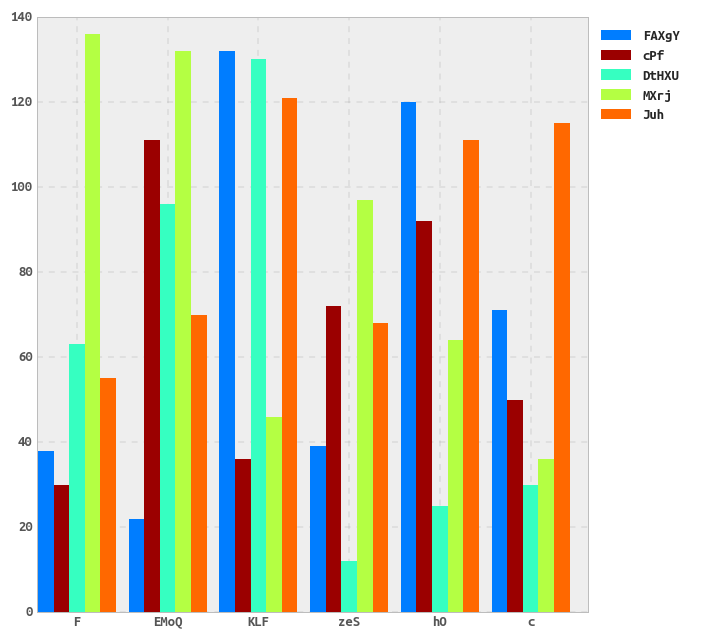 140
120
100
80
60
40
20
0
F EMoQ KLF zeS hO c
FAXgY
cPf
DtHXU
MXrj
Juh